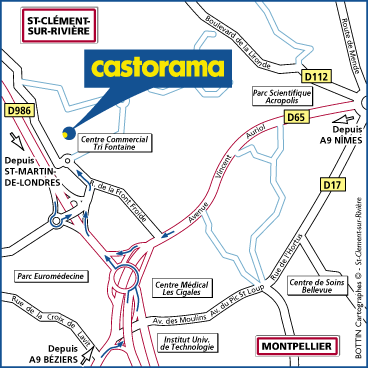 ST-CLÉMENT-
SUR-RIVIÈRE
castorama
Boulevard de la Lironde
Route de Mende
D112
Parc Scientifique
Acropolis
D986
D65
Depuis
A9 NÎMES
Centre Commercial
Tri Fontaine
Depuis
ST-MARTIN-
DE-LONDRES
R. de la Font Froide
Avenue Vincent Auriol
D17
Parc Euromédecine
Centre Médical
Les Cigales
Rue de l'Hortus
Centre de Soins
Bellevue
Rue de la Croix de Lavit
Av. des Moulins
Av. du Pic St Loup
Institut Univ.
de Technologie
MONTPELLIER
Depuis
A9 BÉZIERS
BOTTIN Cartographes © - St-Clément-sur-Rivière